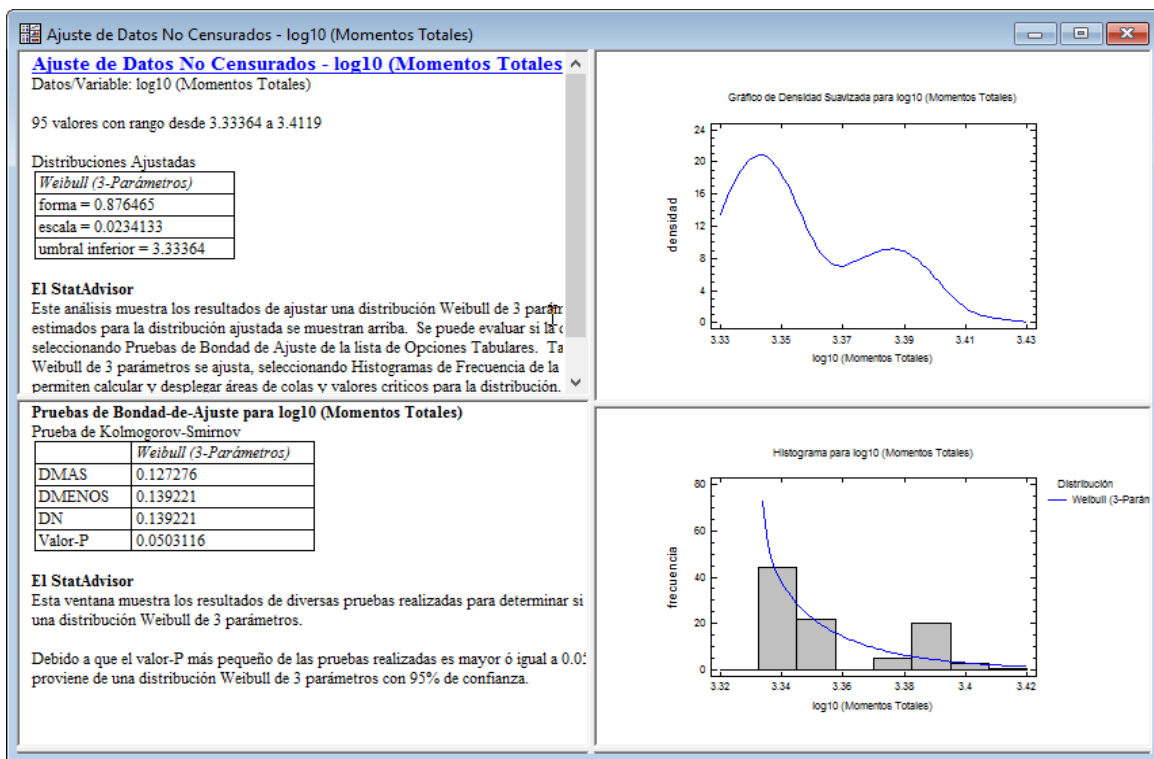 Ajuste de Datos No Censurados - log10 (Momentos Totales)
Ajuste de Datos No Censurados - log10 (Momentos Totales
Datos/Variable: log10 (Momentos Totales)
95 valores con rango desde 3.33364 a 3.4119
Distribuciones Ajustadas
Weibull (3-Parámetros)
forma = 0.876465
escala = 0.0234133
umbral inferior = 3.33364
El StatAdvisor
Este análisis muestra los resultados de ajustar una distribución Weibull de 3
estimados para la distribución ajustada se muestran arriba. Se puede evaluar si la
seleccionando Pruebas de Bondad de Ajuste de la lista de Opciones Tabulares. Ta
Weibull de 3 parámetros se ajusta, seleccionando Histogramas de Frecuencia de la
permiten calcular y desplegar áreas de colas y valores críticos para la distribución.
Gráfico de Densidad Suavizada para log10 (Momentos Totales)
24
20
16
12
8
4
0
densidad
3.33 3.35 3.37 3.39 3.41 3.43
log10 (Momentos Totales)
Pruebas de Bondad-de-Ajuste para log10 (Momentos Totales)
Prueba de Kolmogorov-Smirnov
Weibull (3-Parámetros)
DMAS 0.127276
DMENOS 0.139221
DN 0.139221
Valor-P 0.0503116
El StatAdvisor
Esta ventana muestra los resultados de diversas pruebas realizadas para determinar si
una distribución Weibull de 3 parámetros.
Debido a que el valor-P más pequeño de las pruebas realizadas es mayor ó igual a 0.05
proviene de una distribución Weibull de 3 parámetros con 95% de confianza.
Histograma para log10 (Momentos Totales)
80
60
40
20
0
frecuencia
3.32 3.34 3.36 3.38 3.4 3.42
log10 (Momentos Totales)
Distribución
Weibull (3-Parán